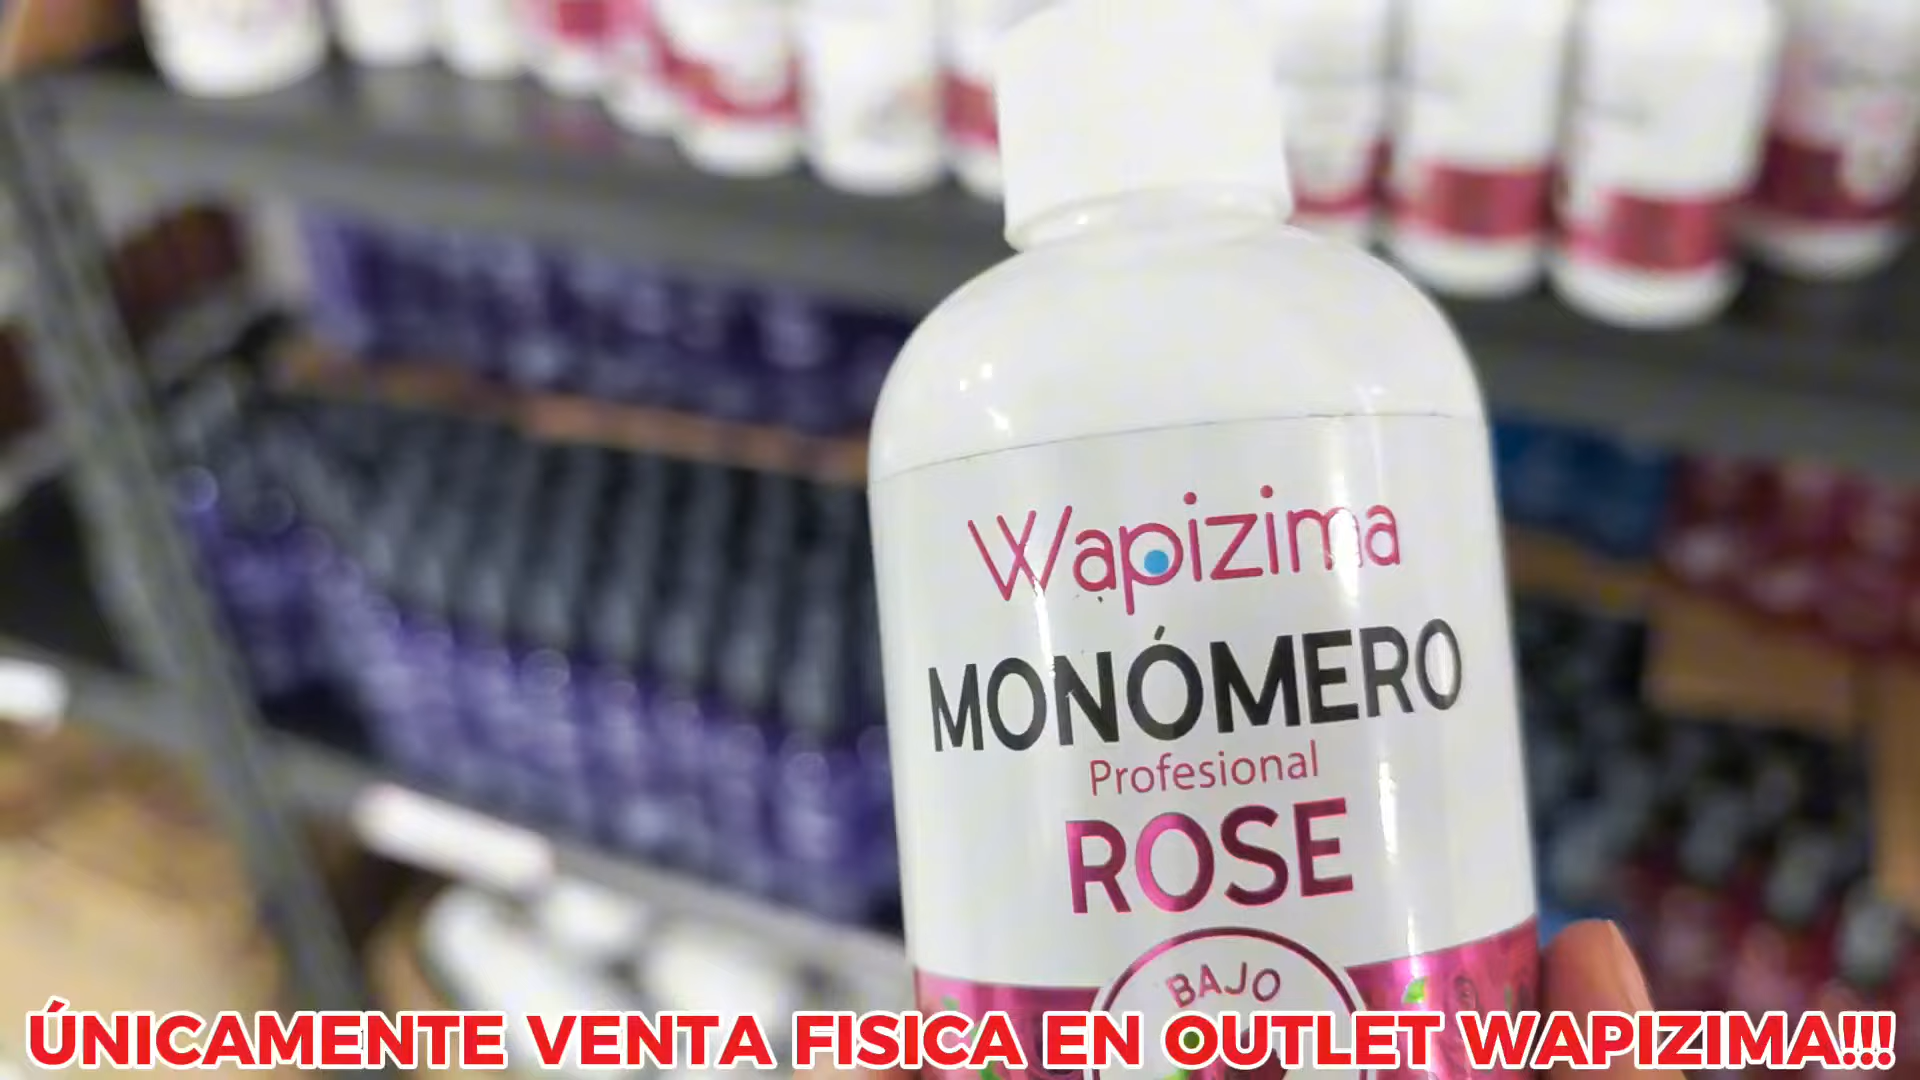 Wapizima
MONÓMERO
Profesional
ROSE
BAJO
ÚNICAMENTE VENTA FISICA EN OUTLET WAPIZIMA!!!